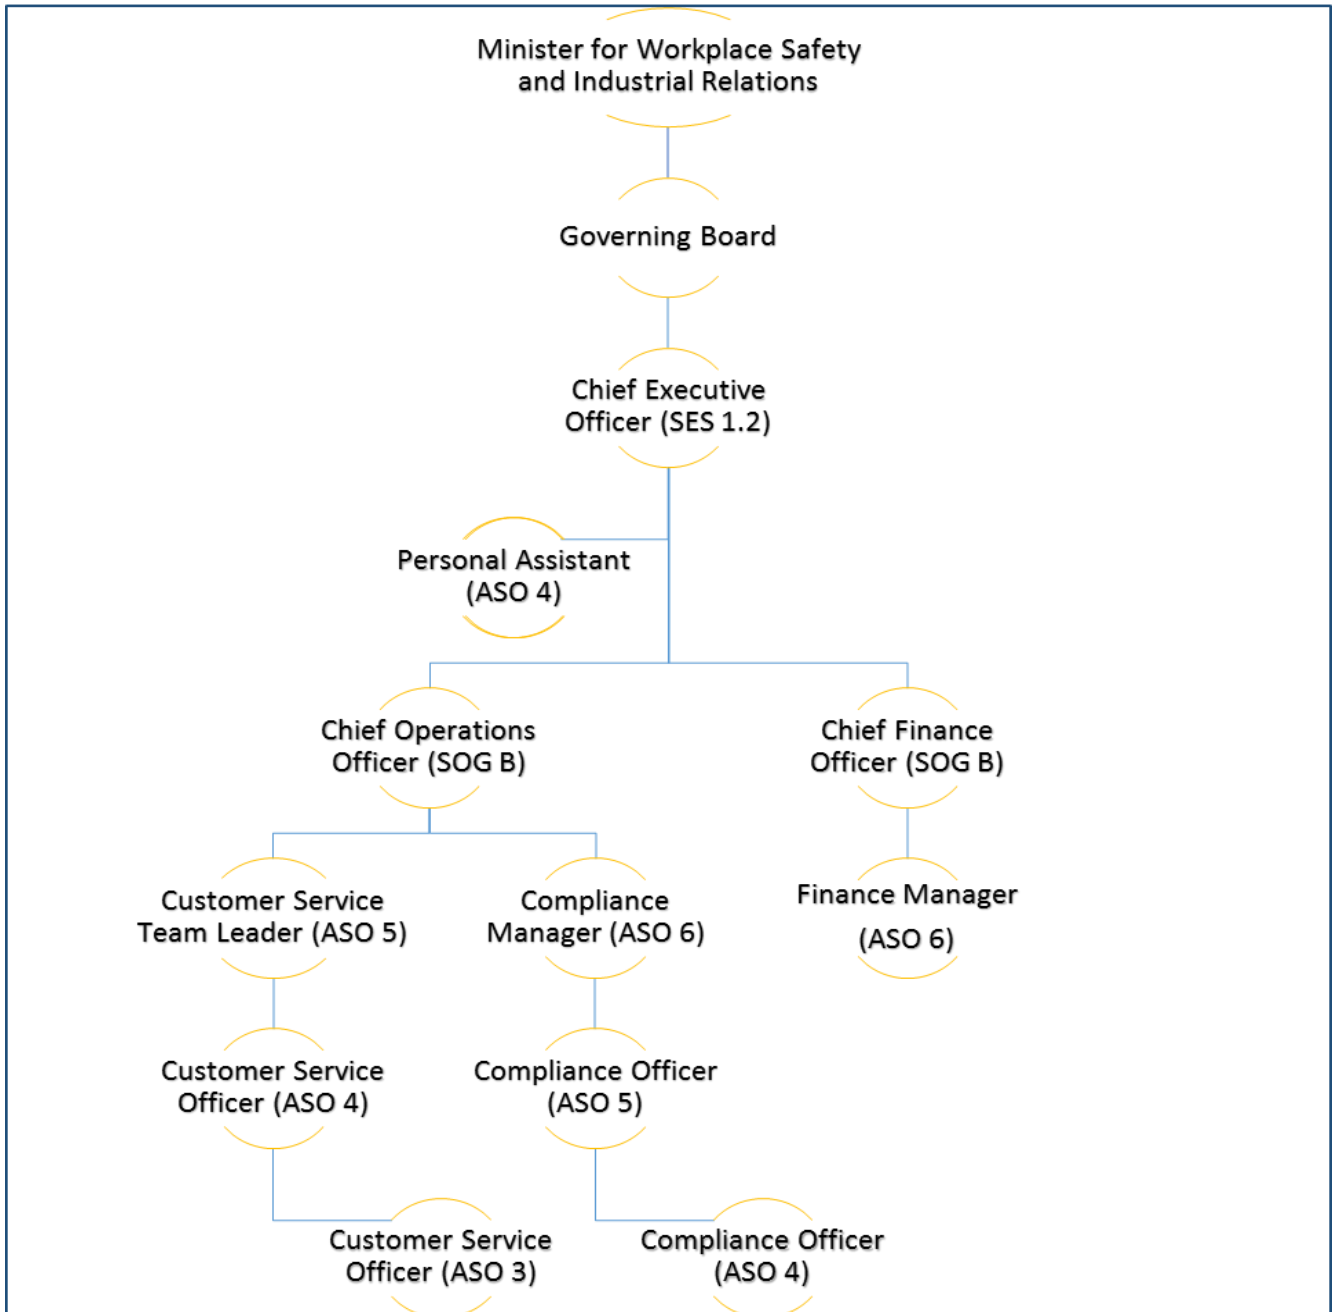 Minister for Workplace Safety
and Industrial Relations
Governing Board
Chief Executive
Officer (SES 1.2)
Personal Assistant
(ASO 4)
Chief Operations
Officer (SOG B)
Chief Finance
Officer (SOG B)
Customer Service
Team Leader (ASO 5)
Compliance
Manager (ASO 6)
Finance Manager
(ASO 6)
Customer Service
Officer (ASO 4)
Compliance Officer
(ASO 5)
Customer Service
Officer (ASO 3)
Compliance Officer
(ASO 4)